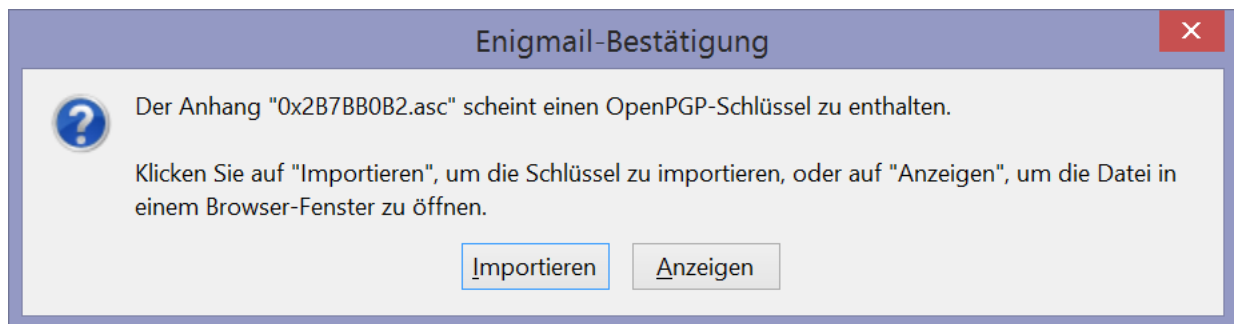 Enigmail-Bestätigung
Der Anhang "0x2B7BB0B2.asc" scheint einen OpenPGP-Schlüssel zu enthalten.
Klicken Sie auf "Importieren", um die Schlüssel zu importieren, oder auf "Anzeigen", um die Datei in
einem Browser-Fenster zu öffnen.
Importieren Anzeigen